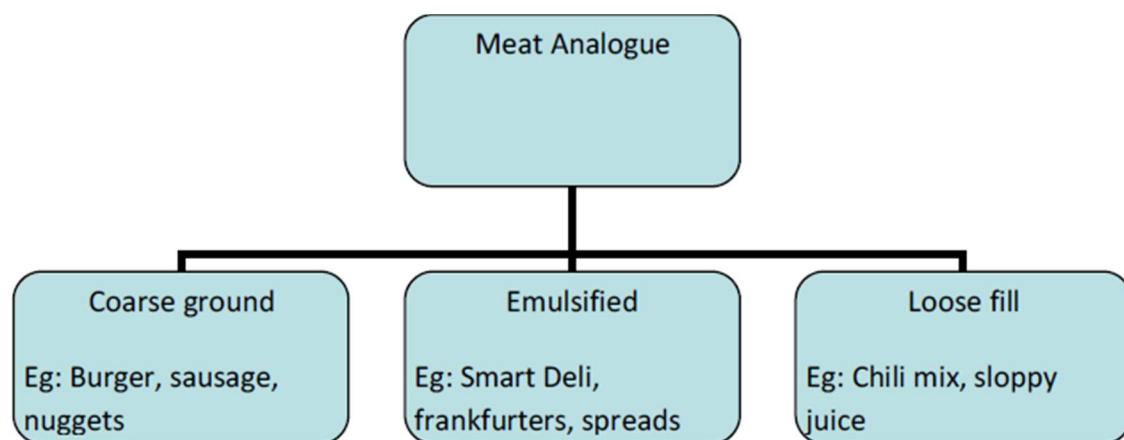 Meat Analogue
Coarse ground
Eg: Burger, sausage,
nuggets
Emulsified
Eg: Smart Deli,
frankfurters, spreads
Loose fill
Eg: Chili mix, sloppy
juice